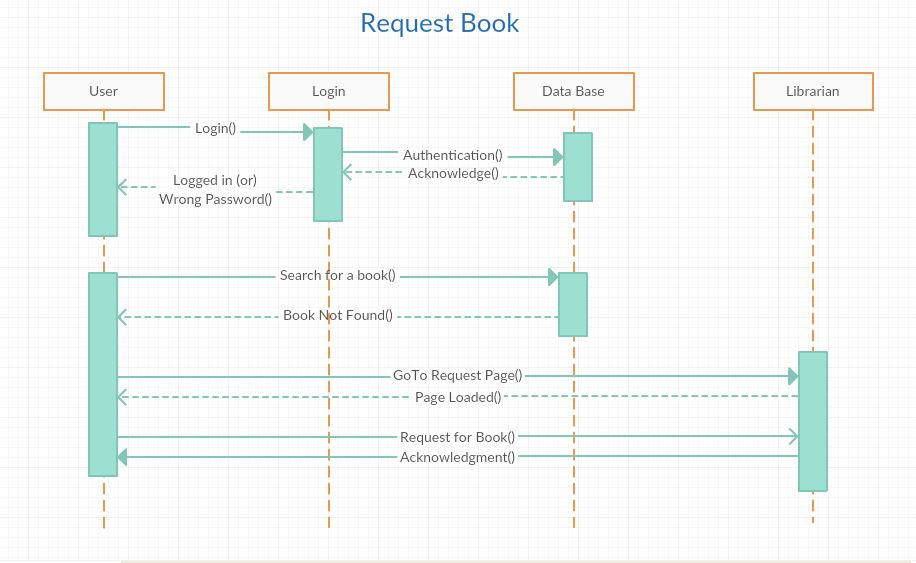 Request Book
User
Login
Data Base
Librarian
Login()
Authentication()
Acknowledge()
Logged in (or)
Wrong Password()
Search for a book()
Book Not Found()
GoTo Request Page()
Page Loaded()
Request for Book()
Acknowledgment()